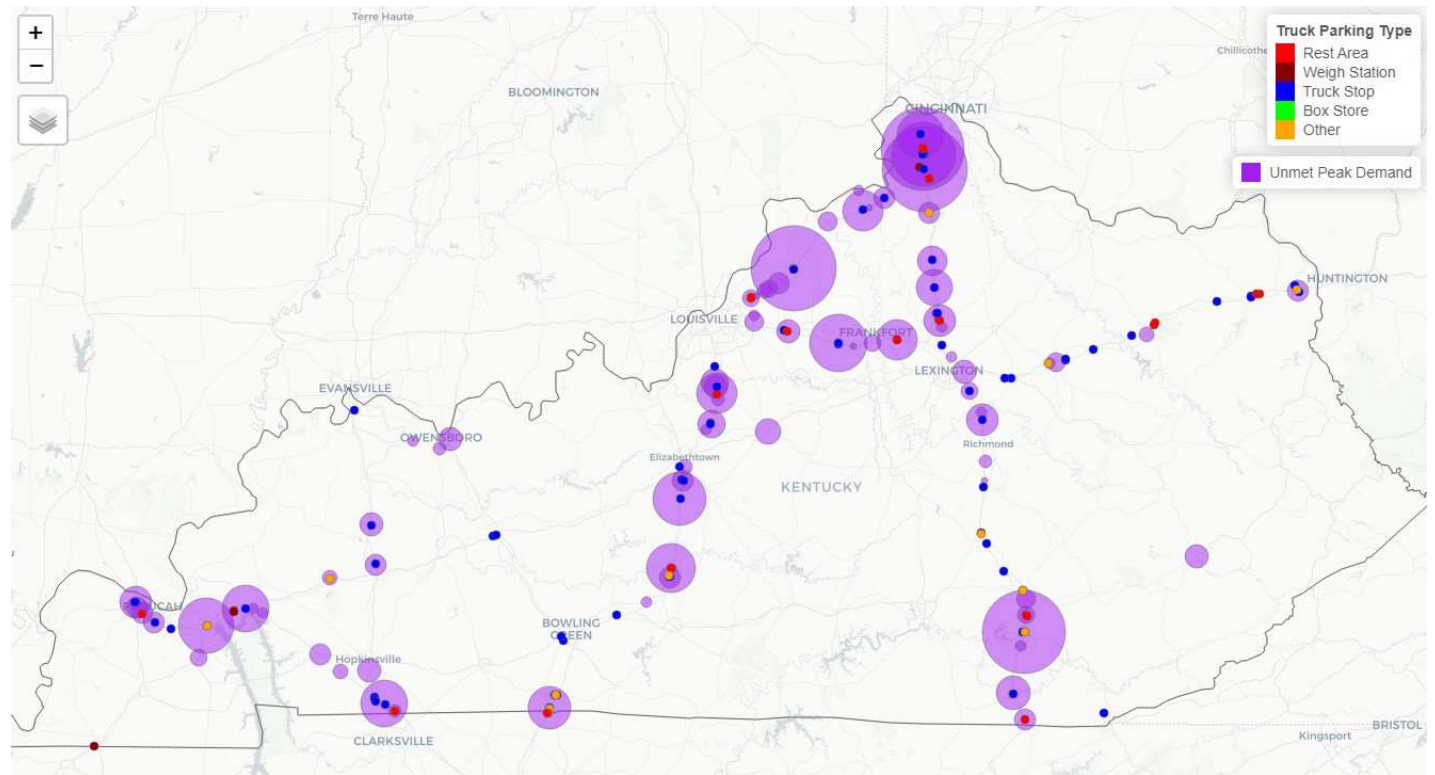 Terre Haute
+
−
BLOOMINGTON
CINCINNATI
Truck Parking Type
Rest Area
Weigh Station
Truck Stop
Box Store
Other
Unmet Peak Demand
HUNTINGTON
LOUISVILLE
FRANKFORT
LEXINGTON
EVANSVILLE
OWENSBORO
Richmond
Elizabethtown
KENTUCKY
BOWLING
GREEN
Hopkinsville
CLARKSVILLE
BRISTOL
Kingsport